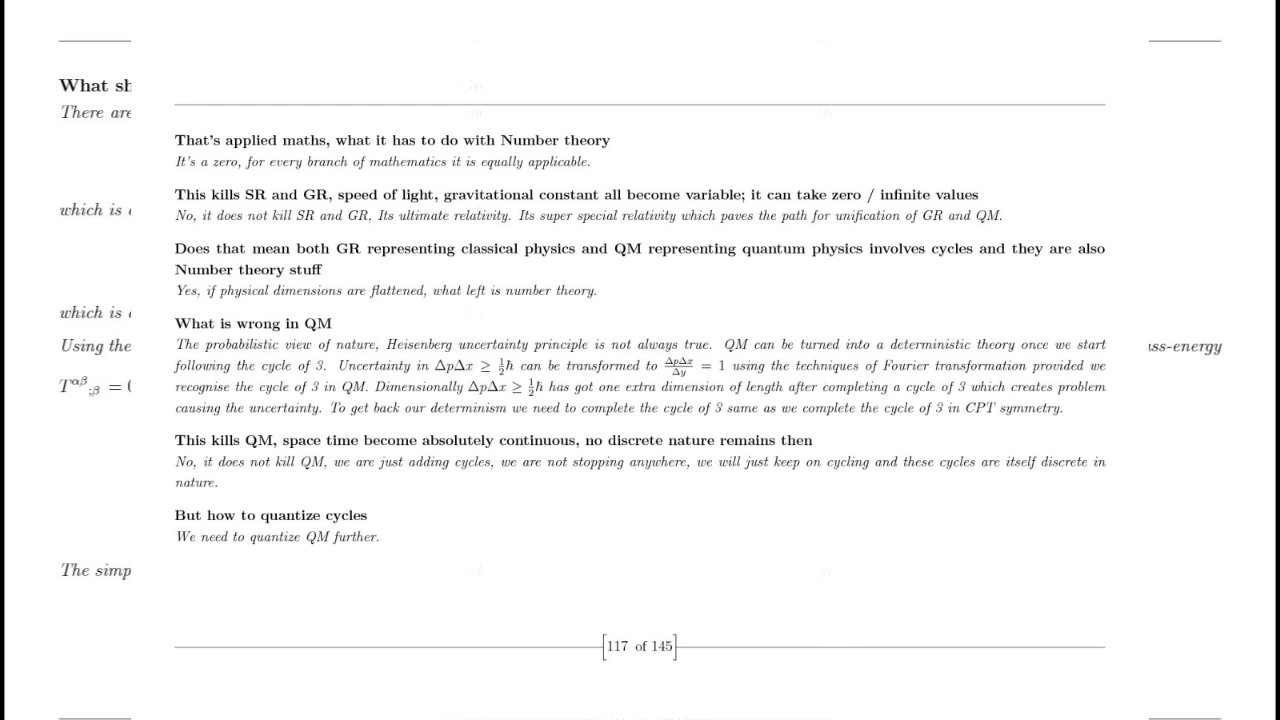 What sh
There are
which is
which is
Using the
T^{αβ}_{;β} =
The simp
ss-energy
That's applied maths, what it has to do with Number theory
It's a zero, for every branch of mathematics it is equally applicable.
This kills SR and GR, speed of light, gravitational constant all become variable; it can take zero / infinite values
No, it does not kill SR and GR, Its ultimate relativity. Its super special relativity which paves the path for unification of GR and QM.
Does that mean both GR representing classical physics and QM representing quantum physics involves cycles and they are also
Number theory stuff
Yes, if physical dimensions are flattened, what left is number theory.
What is wrong in QM
The probabilistic view of nature, Heisenberg uncertainty principle is not always true. QM can be turned into a deterministic theory once we start
following the cycle of 3. Uncertainty in ΔpΔx ≥ ½ħ can be transformed to ΔpΔx/Δy = 1 using the techniques of Fourier transformation provided we
recognise the cycle of 3 in QM. Dimensionally ΔpΔx ≥ ½ħ has got one extra dimension of length after completing a cycle of 3 which creates problem
causing the uncertainty. To get back our determinism we need to complete the cycle of 3 same as we complete the cycle of 3 in CPT symmetry.
This kills QM, space time become absolutely continuous, no discrete nature remains then
No, it does not kill QM, we are just adding cycles, we are not stopping anywhere, we will just keep on cycling and these cycles are itself discrete in
nature.
But how to quantize cycles
We need to quantize QM further.
[117 of 145]